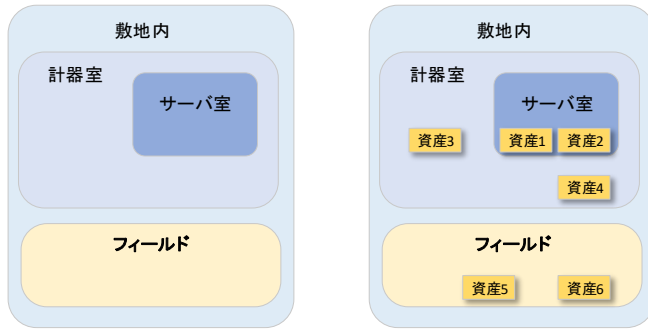 敷地内
計器室
サーバ室
フィールド
敷地内
計器室
サーバ室
資産3
資産1
資産2
資産4
フィールド
資産5
資産6